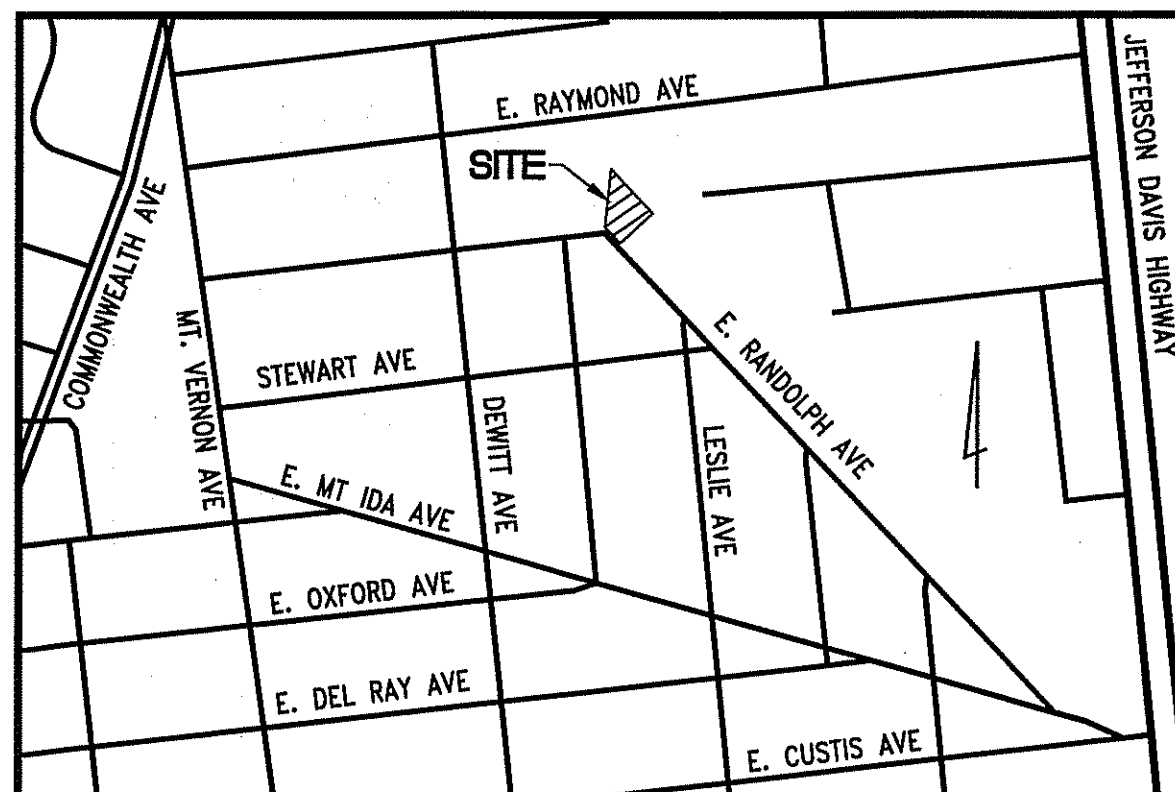 E. RAYMOND AVE
JEFFERSON DAVIS HIGHWAY
SITE
COMMONWEALTH AVE
MT. VERNON AVE
E. RANDOLPH AVE
STEWART AVE
DEWITT AVE
LESLIE AVE
E. MT IDA AVE
E. OXFORD AVE
E. DEL RAY AVE
E. CUSTIS AVE